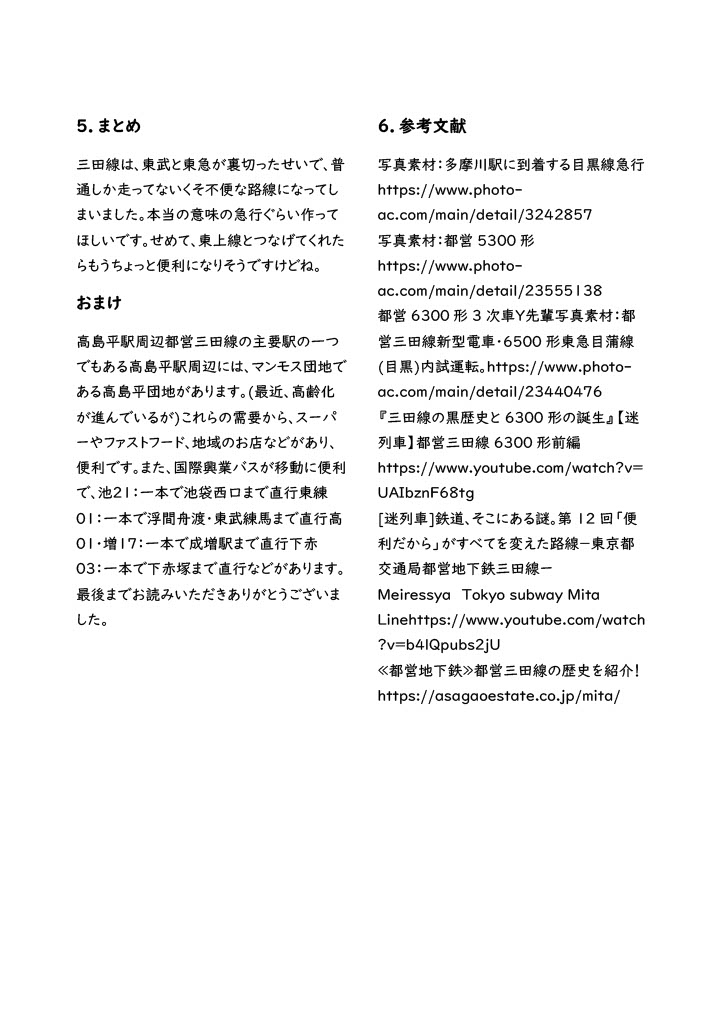 5. まとめ
三田線は、東武と東急が裏切ったせいで、普
通しか走ってないくそ不便な路線になってし
まいました。本当の意味の急行ぐらい作って
ほしいです。せめて、東上線とつなげてくれた
らもうちょっと便利になりそうですけどね。
おまけ
高島平駅周辺都営三田線の主要駅の一つ
でもある高島平駅周辺には、マンモス団地で
ある高島平団地があります。(最近、高齢化
が進んでいるが)これらの需要から、スーパ
ーやファストフード、地域のお店などがあり、
便利です。また、国際興業バスが移動に便利
で、池21:一本で池袋西口まで直行東練
01:一本で浮間舟渡・東武練馬まで直行高
01・増17:一本で成増駅まで直行下赤
03:一本で下赤塚まで直行などがあります。
最後までお読みいただきありがとうございま
した。
6. 参考文献
写真素材:多摩川駅に到着する目黒線急行
https://www.photo-
ac.com/main/detail/3242857
写真素材:都営 5300 形
https://www.photo-
ac.com/main/detail/23555138
都営 6300 形 3 次車Y先輩写真素材:都
営三田線新型電車・6500 形東急目蒲線
(目黒)内試運転。https://www.photo-
ac.com/main/detail/23440476
『三田線の黒歴史と 6300 形の誕生』【迷
列車】都営三田線 6300 形前編
https://www.youtube.com/watch?v=
UAIbznF68tg
[迷列車]鉄道、そこにある謎。第 12 回「便
利だから」がすべてを変えた路線−東京都
交通局都営地下鉄三田線ー
Meiressya　Tokyo subway Mita
Linehttps://www.youtube.com/watch
?v=b4lQpubs2jU
≪都営地下鉄≫都営三田線の歴史を紹介！
https://asagaoestate.co.jp/mita/